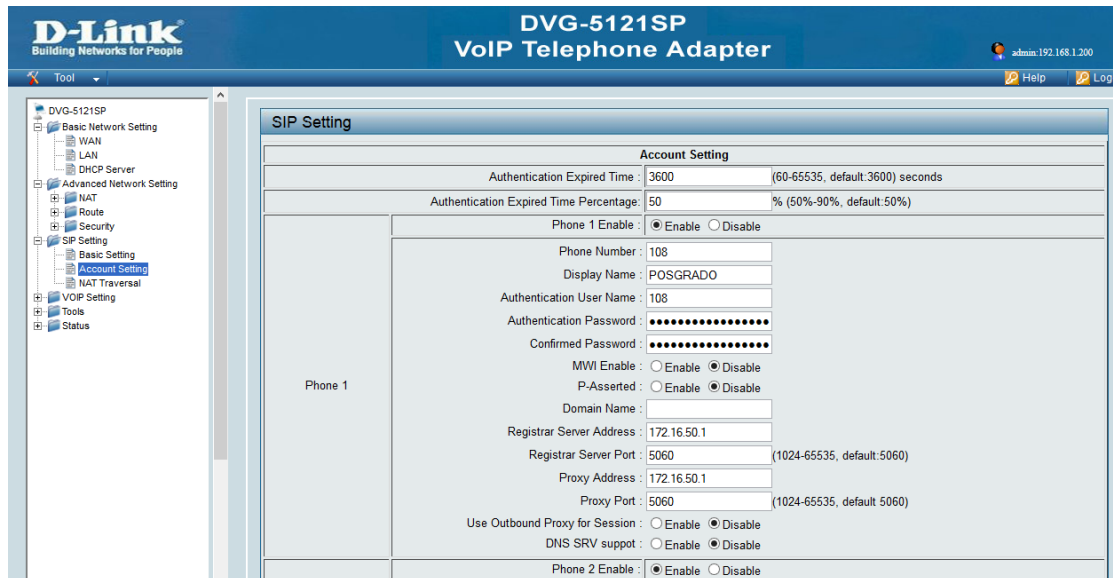 D-Link
Building Networks for People
DVG-5121SP
VoIP Telephone Adapter
admin:192.168.1.200
Tool
Help
Log
DVG-5121SP
Basic Network Setting
WAN
LAN
DHCP Server
Advanced Network Setting
NAT
Route
Security
SIP Setting
Basic Setting
Account Setting
NAT Traversal
VOIP Setting
Tools
Status
SIP Setting
Account Setting
Authentication Expired Time : 3600 (60-65535, default:3600) seconds
Authentication Expired Time Percentage: 50 % (50%-90%, default:50%)
Phone 1
Phone 1 Enable : Enable Disable
Phone Number : 108
Display Name : POSGRADO
Authentication User Name : 108
Authentication Password : •••••••••••••••••
Confirmed Password : •••••••••••••••••
MWI Enable : Enable Disable
P-Asserted : Enable Disable
Domain Name :
Registrar Server Address : 172.16.50.1
Registrar Server Port : 5060 (1024-65535, default:5060)
Proxy Address : 172.16.50.1
Proxy Port : 5060 (1024-65535, default 5060)
Use Outbound Proxy for Session : Enable Disable
DNS SRV suppot : Enable Disable
Phone 2 Enable : Enable Disable